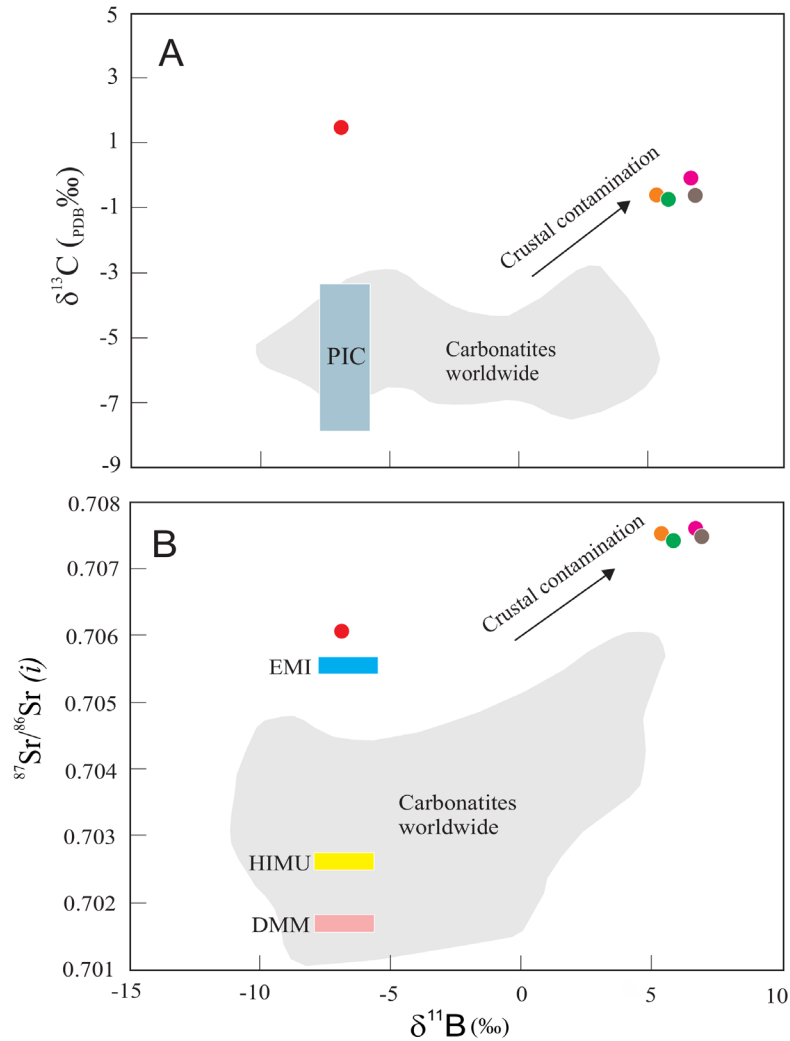 5
A
3
1
-1
-3
-5
-7
-9
δ¹³C (PDB‰)
Crustal contamination
PIC
Carbonatites
worldwide
0.708
B
0.707
0.706
0.705
0.704
0.703
0.702
0.701
⁸⁷Sr/⁸⁶Sr (i)
Crustal contamination
EMI
Carbonatites
worldwide
HIMU
DMM
-15 -10 -5 0 5 10
δ¹¹B (‰)